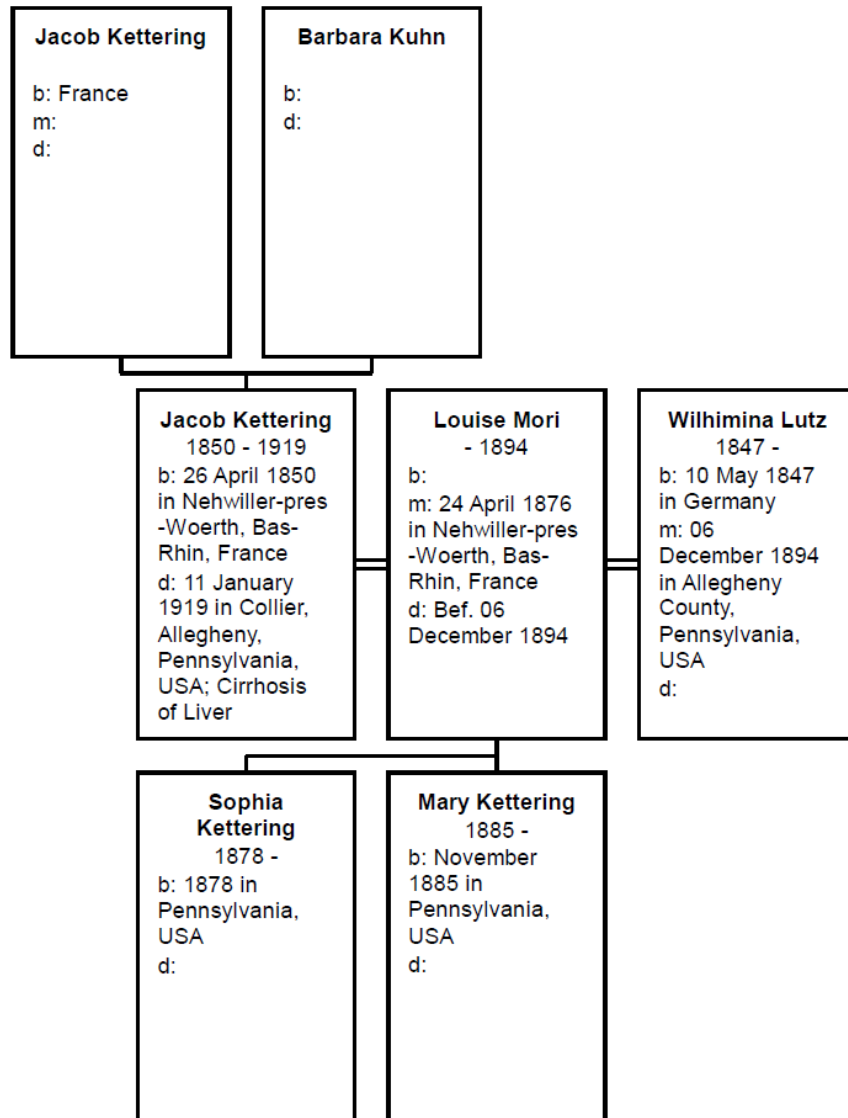 Jacob Kettering
b: France
m:
d:
Barbara Kuhn
b:
d:
Jacob Kettering
1850 - 1919
b: 26 April 1850
in Nehwiller-pres
-Woerth, Bas-
Rhin, France
d: 11 January
1919 in Collier,
Allegheny,
Pennsylvania,
USA; Cirrhosis
of Liver
Louise Mori
- 1894
b:
m: 24 April 1876
in Nehwiller-pres
-Woerth, Bas-
Rhin, France
d: Bef. 06
December 1894
Wilhimina Lutz
1847 -
b: 10 May 1847
in Germany
m: 06
December 1894
in Allegheny
County,
Pennsylvania,
USA
d:
Sophia
Kettering
1878 -
b: 1878 in
Pennsylvania,
USA
d:
Mary Kettering
1885 -
b: November
1885 in
Pennsylvania,
USA
d: